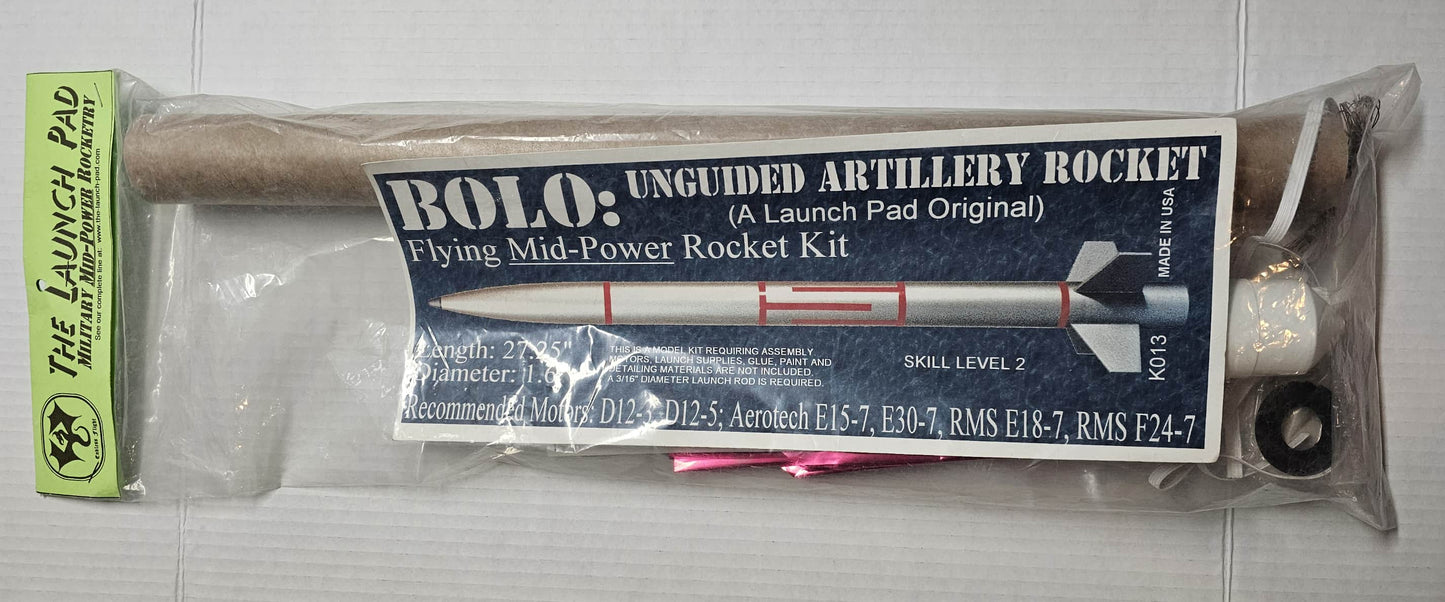 THE LAUNCH PAD
MILITARY MID-POWER ROCKETRY
See our complete line at: www.the-launch-pad.com
BOLO: UNGUIDED ARTILLERY ROCKET
(A Launch Pad Original)
Flying Mid-Power Rocket Kit
MADE IN USA
Length: 27.25"
Diameter: 1.6
THIS IS A MODEL KIT REQUIRING ASSEMBLY
MOTORS, LAUNCH SUPPLIES, GLUE, PAINT AND
DETAILING MATERIALS ARE NOT INCLUDED.
A 3/16" DIAMETER LAUNCH ROD IS REQUIRED.
SKILL LEVEL 2
K013
Recommended Motors: D12-3, D12-5; Aerotech E15-7, E30-7, RMS E18-7, RMS F24-7